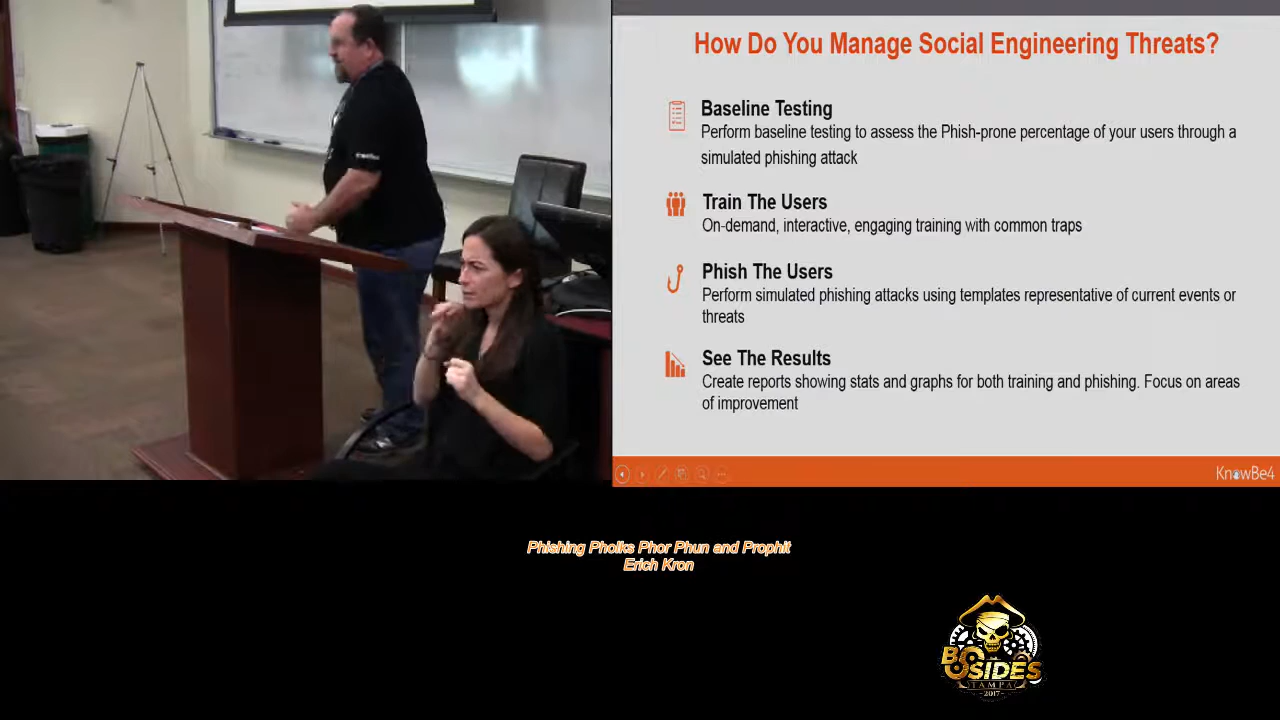 How Do You Manage Social Engineering Threats?
Baseline Testing
Perform baseline testing to assess the Phish-prone percentage of your users through a
simulated phishing attack
Train The Users
On-demand, interactive, engaging training with common traps
Phish The Users
Perform simulated phishing attacks using templates representative of current events or
threats
See The Results
Create reports showing stats and graphs for both training and phishing. Focus on areas
of improvement
KnowBe4
Phishing Pholks Phor Phun and Prophit
Erich Kron
BSIDES
TAMPA
2017